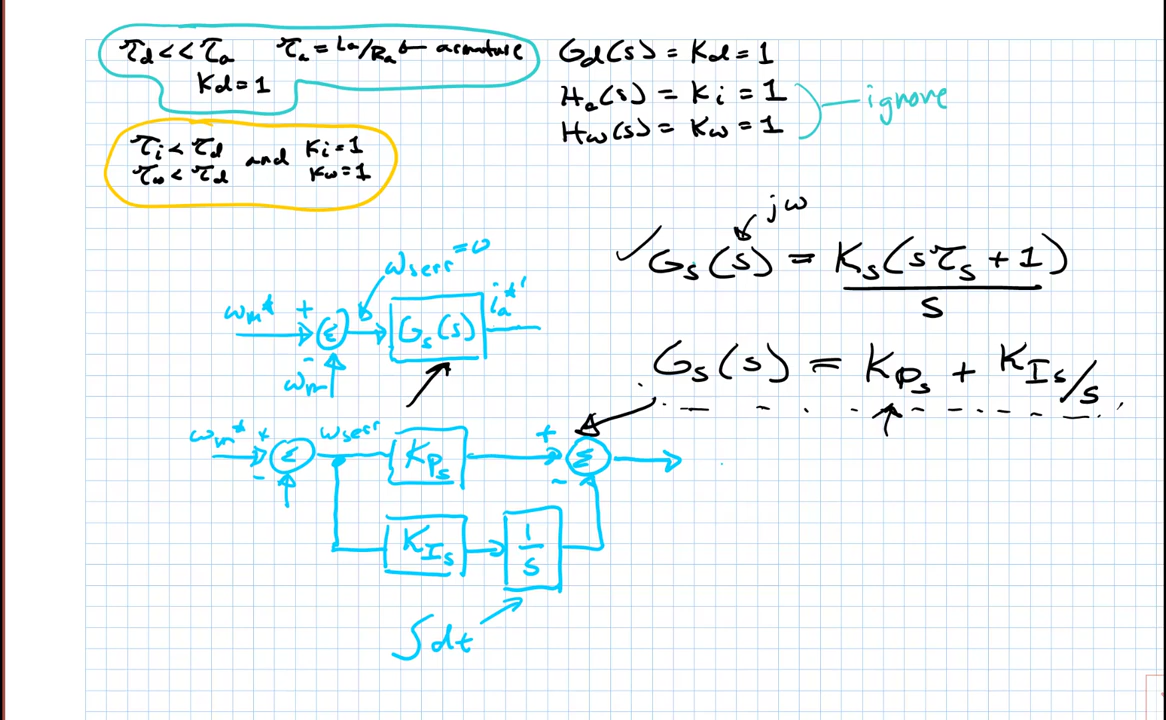 τd << τa τa = La/Ra ← armature
Kd = 1
Gd(s) = Kd = 1
Ha(s) = Ki = 1
Hω(s) = Kω = 1
ignore
τi < τd and Ki = 1
τω < τd Kω = 1
jω
✓ Gs(s) = Ks(sτs + 1)
s
ωserr = 0
ωm* + Σ Gs(s) ia*'
-
ωm
Gs(s) = KPs + KIs/s
ωm* + Σ ωserr KPs + Σ
- -
KIs 1/s
∫dt